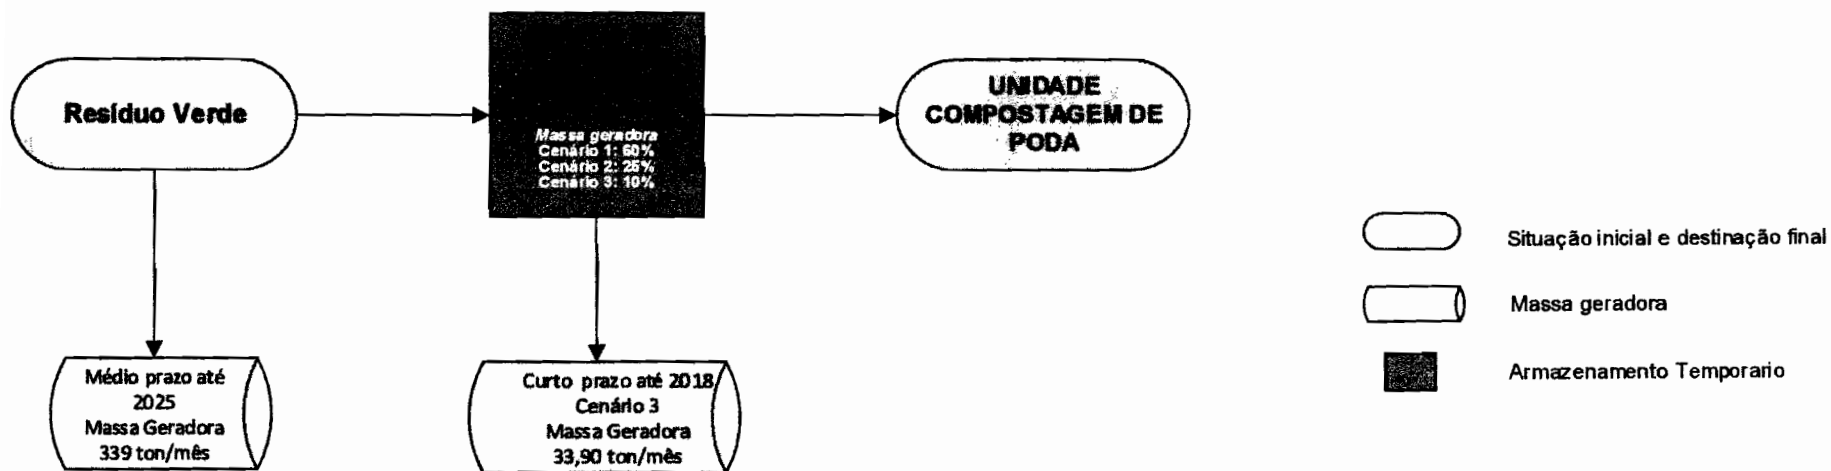 Resíduo Verde
Massa geradora
Cenário 1: 60%
Cenário 2: 25%
Cenário 3: 10%
UNIDADE
COMPOSTAGEM DE
PODA
Médio prazo até
2025
Massa Geradora
339 ton/mês
Curto prazo até 2018
Cenário 3
Massa Geradora
33,90 ton/mês
Situação inicial e destinação final
Massa geradora
Armazenamento Temporario